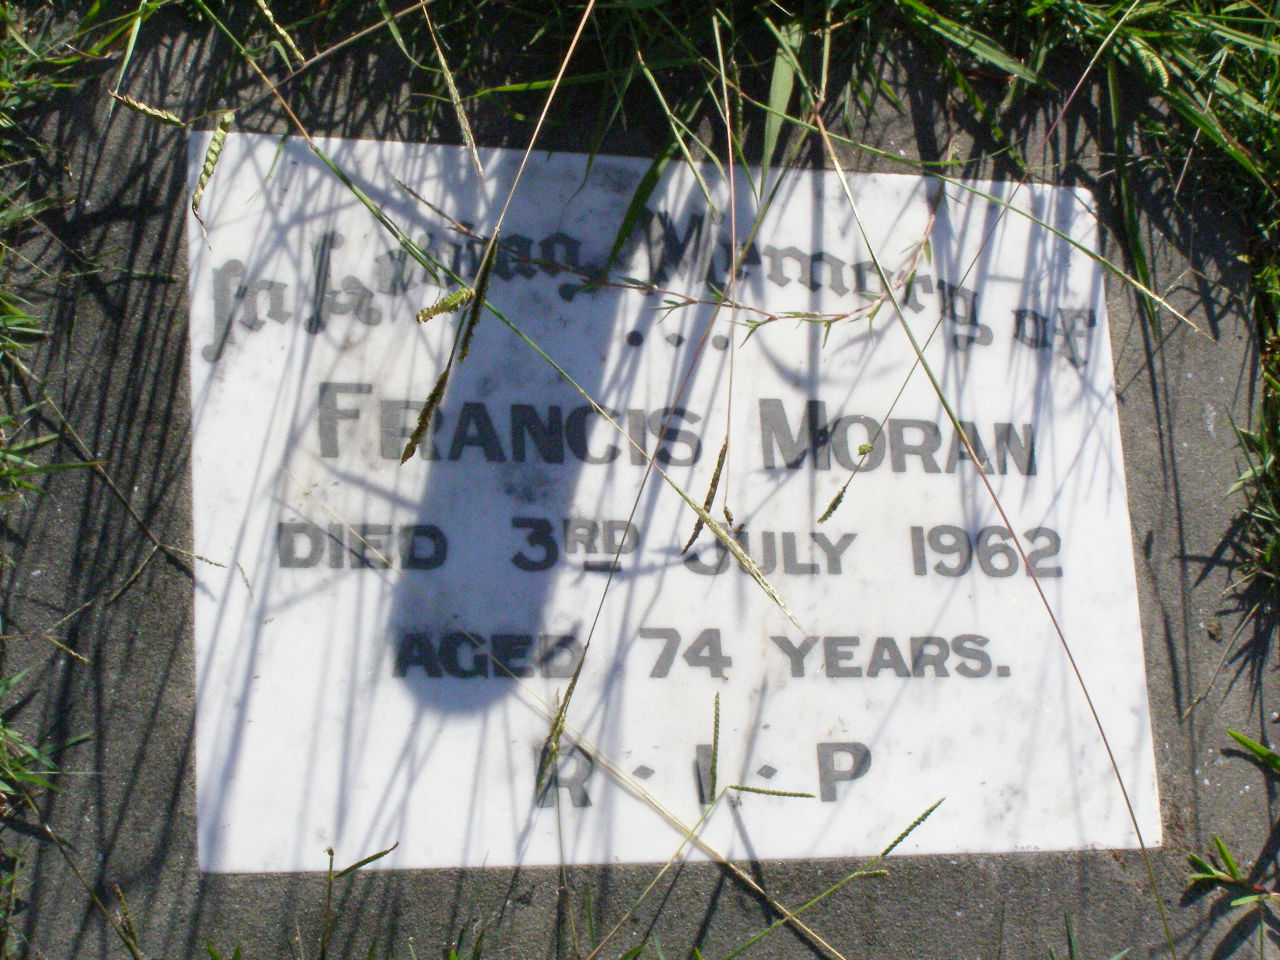 In Loving Memory of
...
FRANCIS MORAN
DIED 3RD JULY 1962
AGED 74 YEARS.
R·I·P